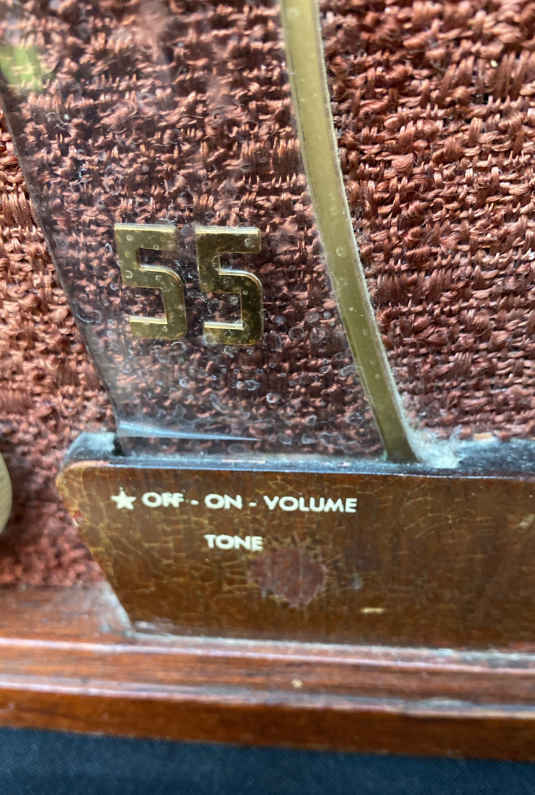 55
★ OFF - ON - VOLUME
TONE